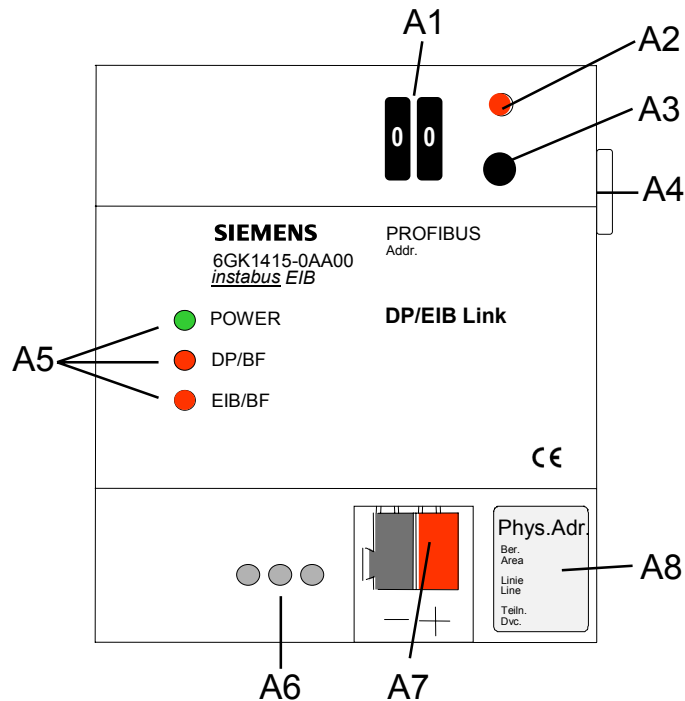 A1
A2
A3
A4
0 0
SIEMENS
6GK1415-0AA00
instabus EIB
PROFIBUS
Addr.
POWER
DP/EIB Link
A5
DP/BF
EIB/BF
CE
Phys.Adr.
Ber.
Area
Linie
Line
Teiln.
Dvc.
A8
— +
A6
A7